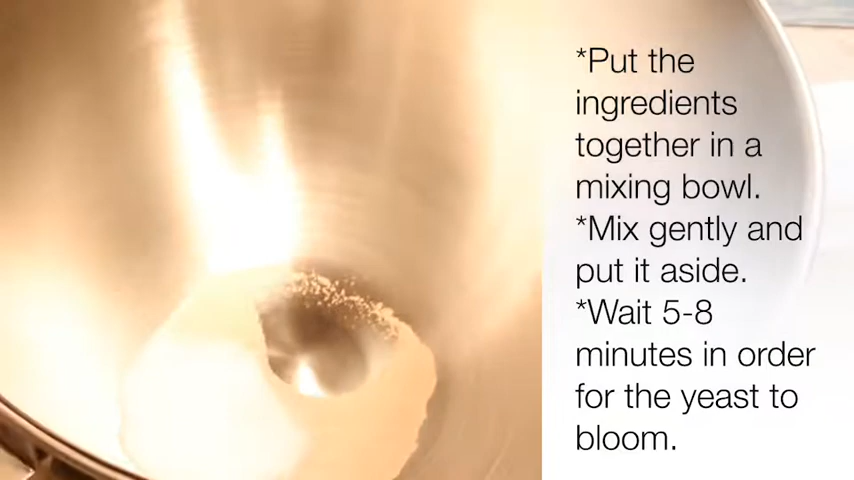 *Put the
ingredients
together in a
mixing bowl.
*Mix gently and
put it aside.
*Wait 5-8
minutes in order
for the yeast to
bloom.